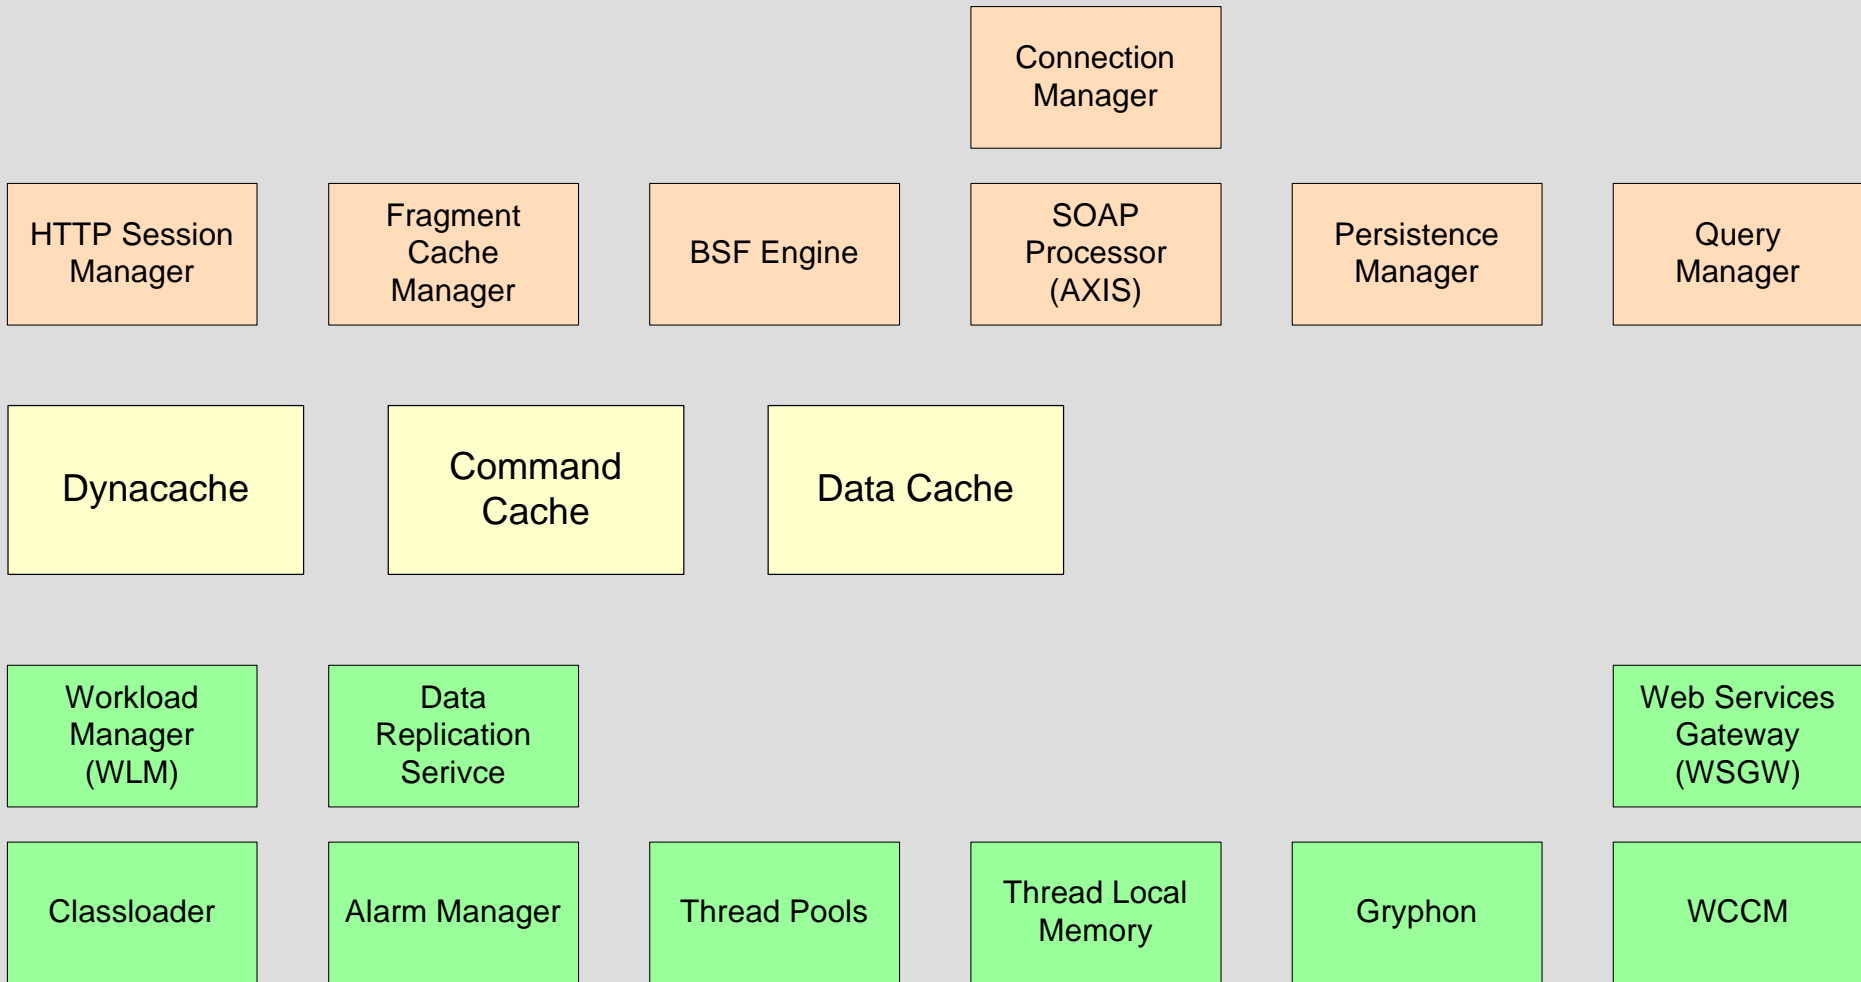 Connection
Manager
HTTP Session
Manager
Fragment
Cache
Manager
BSF Engine
SOAP
Processor
(AXIS)
Persistence
Manager
Query
Manager
Dynacache
Command
Cache
Data Cache
Workload
Manager
(WLM)
Data
Replication
Serivce
Web Services
Gateway
(WSGW)
Classloader
Alarm Manager
Thread Pools
Thread Local
Memory
Gryphon
WCCM